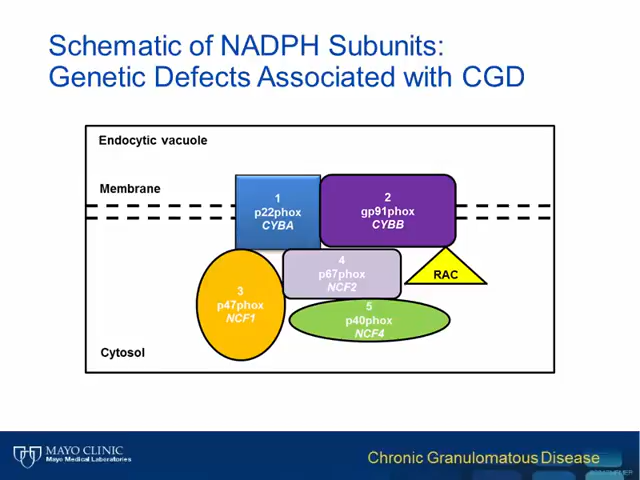 Schematic of NADPH Subunits:
Genetic Defects Associated with CGD
Endocytic vacuole
Membrane
1
p22phox
CYBA
2
gp91phox
CYBB
3
p47phox
NCF1
4
p67phox
NCF2
RAC
5
p40phox
NCF4
Cytosol
MAYO CLINIC
Mayo Medical Laboratories
Chronic Granulomatous Disease